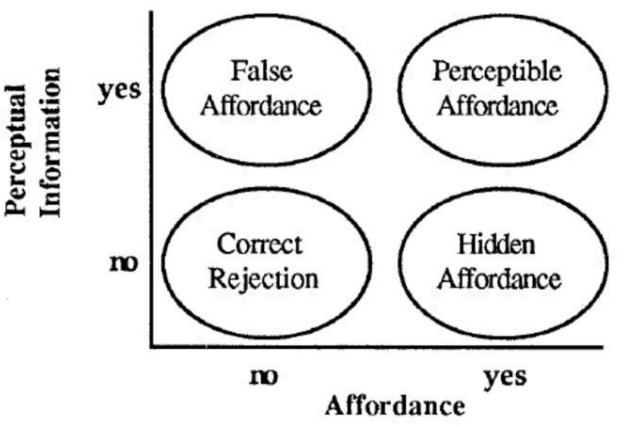 Perceptual
Information
yes
False
Affordance
Perceptible
Affordance
no
Correct
Rejection
Hidden
Affordance
no
yes
Affordance